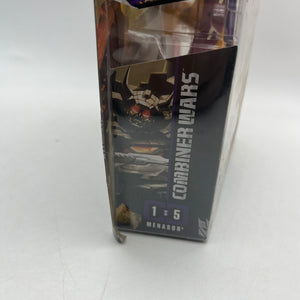 COMBINER WARS
1 : 5
MENASOR